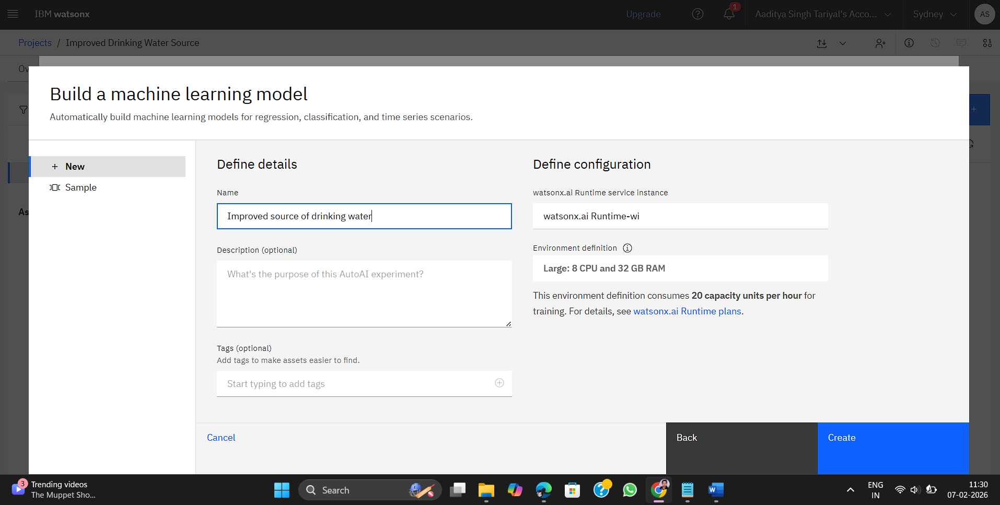 IBM watsonx
Upgrade
1
Aaditya Singh Tariyal's Acco...
Sydney
AS
Projects / Improved Drinking Water Source
Ov
Build a machine learning model
Automatically build machine learning models for regression, classification, and time series scenarios.
+ New
Sample
As
Define details
Name
Improved source of drinking water
Description (optional)
What's the purpose of this AutoAI experiment?
Tags (optional)
Add tags to make assets easier to find.
Start typing to add tags
Define configuration
watsonx.ai Runtime service instance
watsonx.ai Runtime-wi
Environment definition
Large: 8 CPU and 32 GB RAM
This environment definition consumes 20 capacity units per hour for
training. For details, see watsonx.ai Runtime plans.
Cancel
Back
Create
3
Trending videos
The Muppet Sho...
Search
ENG
IN
11:30
07-02-2026